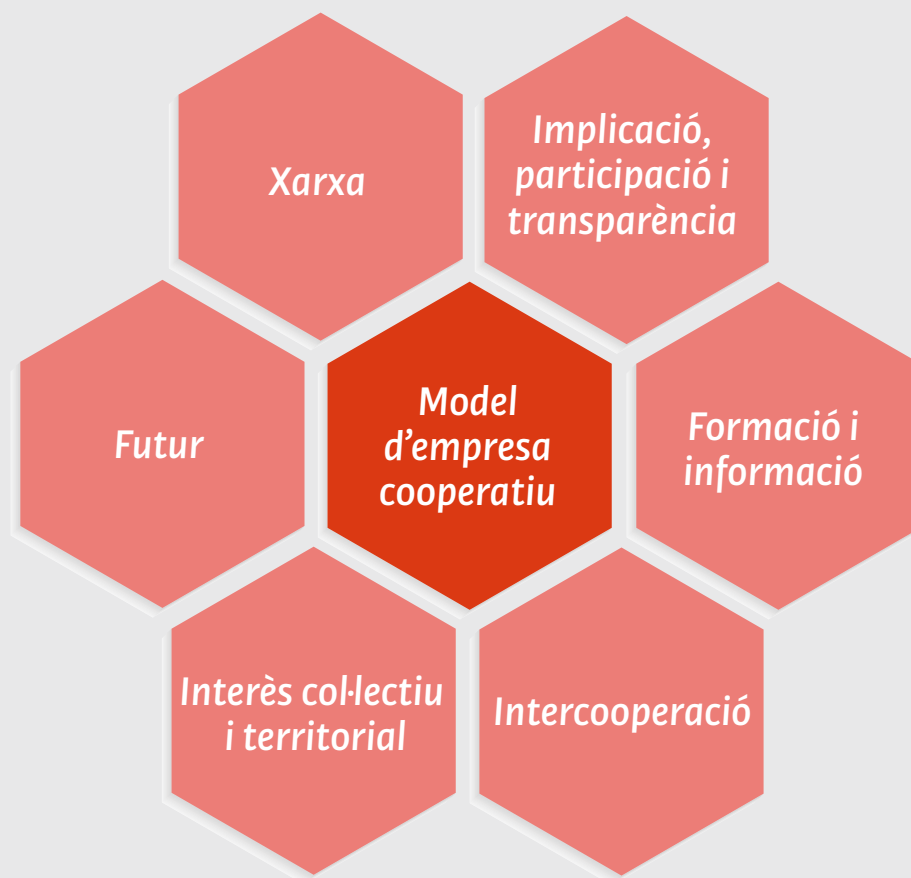 Xarxa
Implicació,
participació i
transparència
Futur
Model
d'empresa
cooperatiu
Formació i
informació
Interès col·lectiu
i territorial
Intercooperació